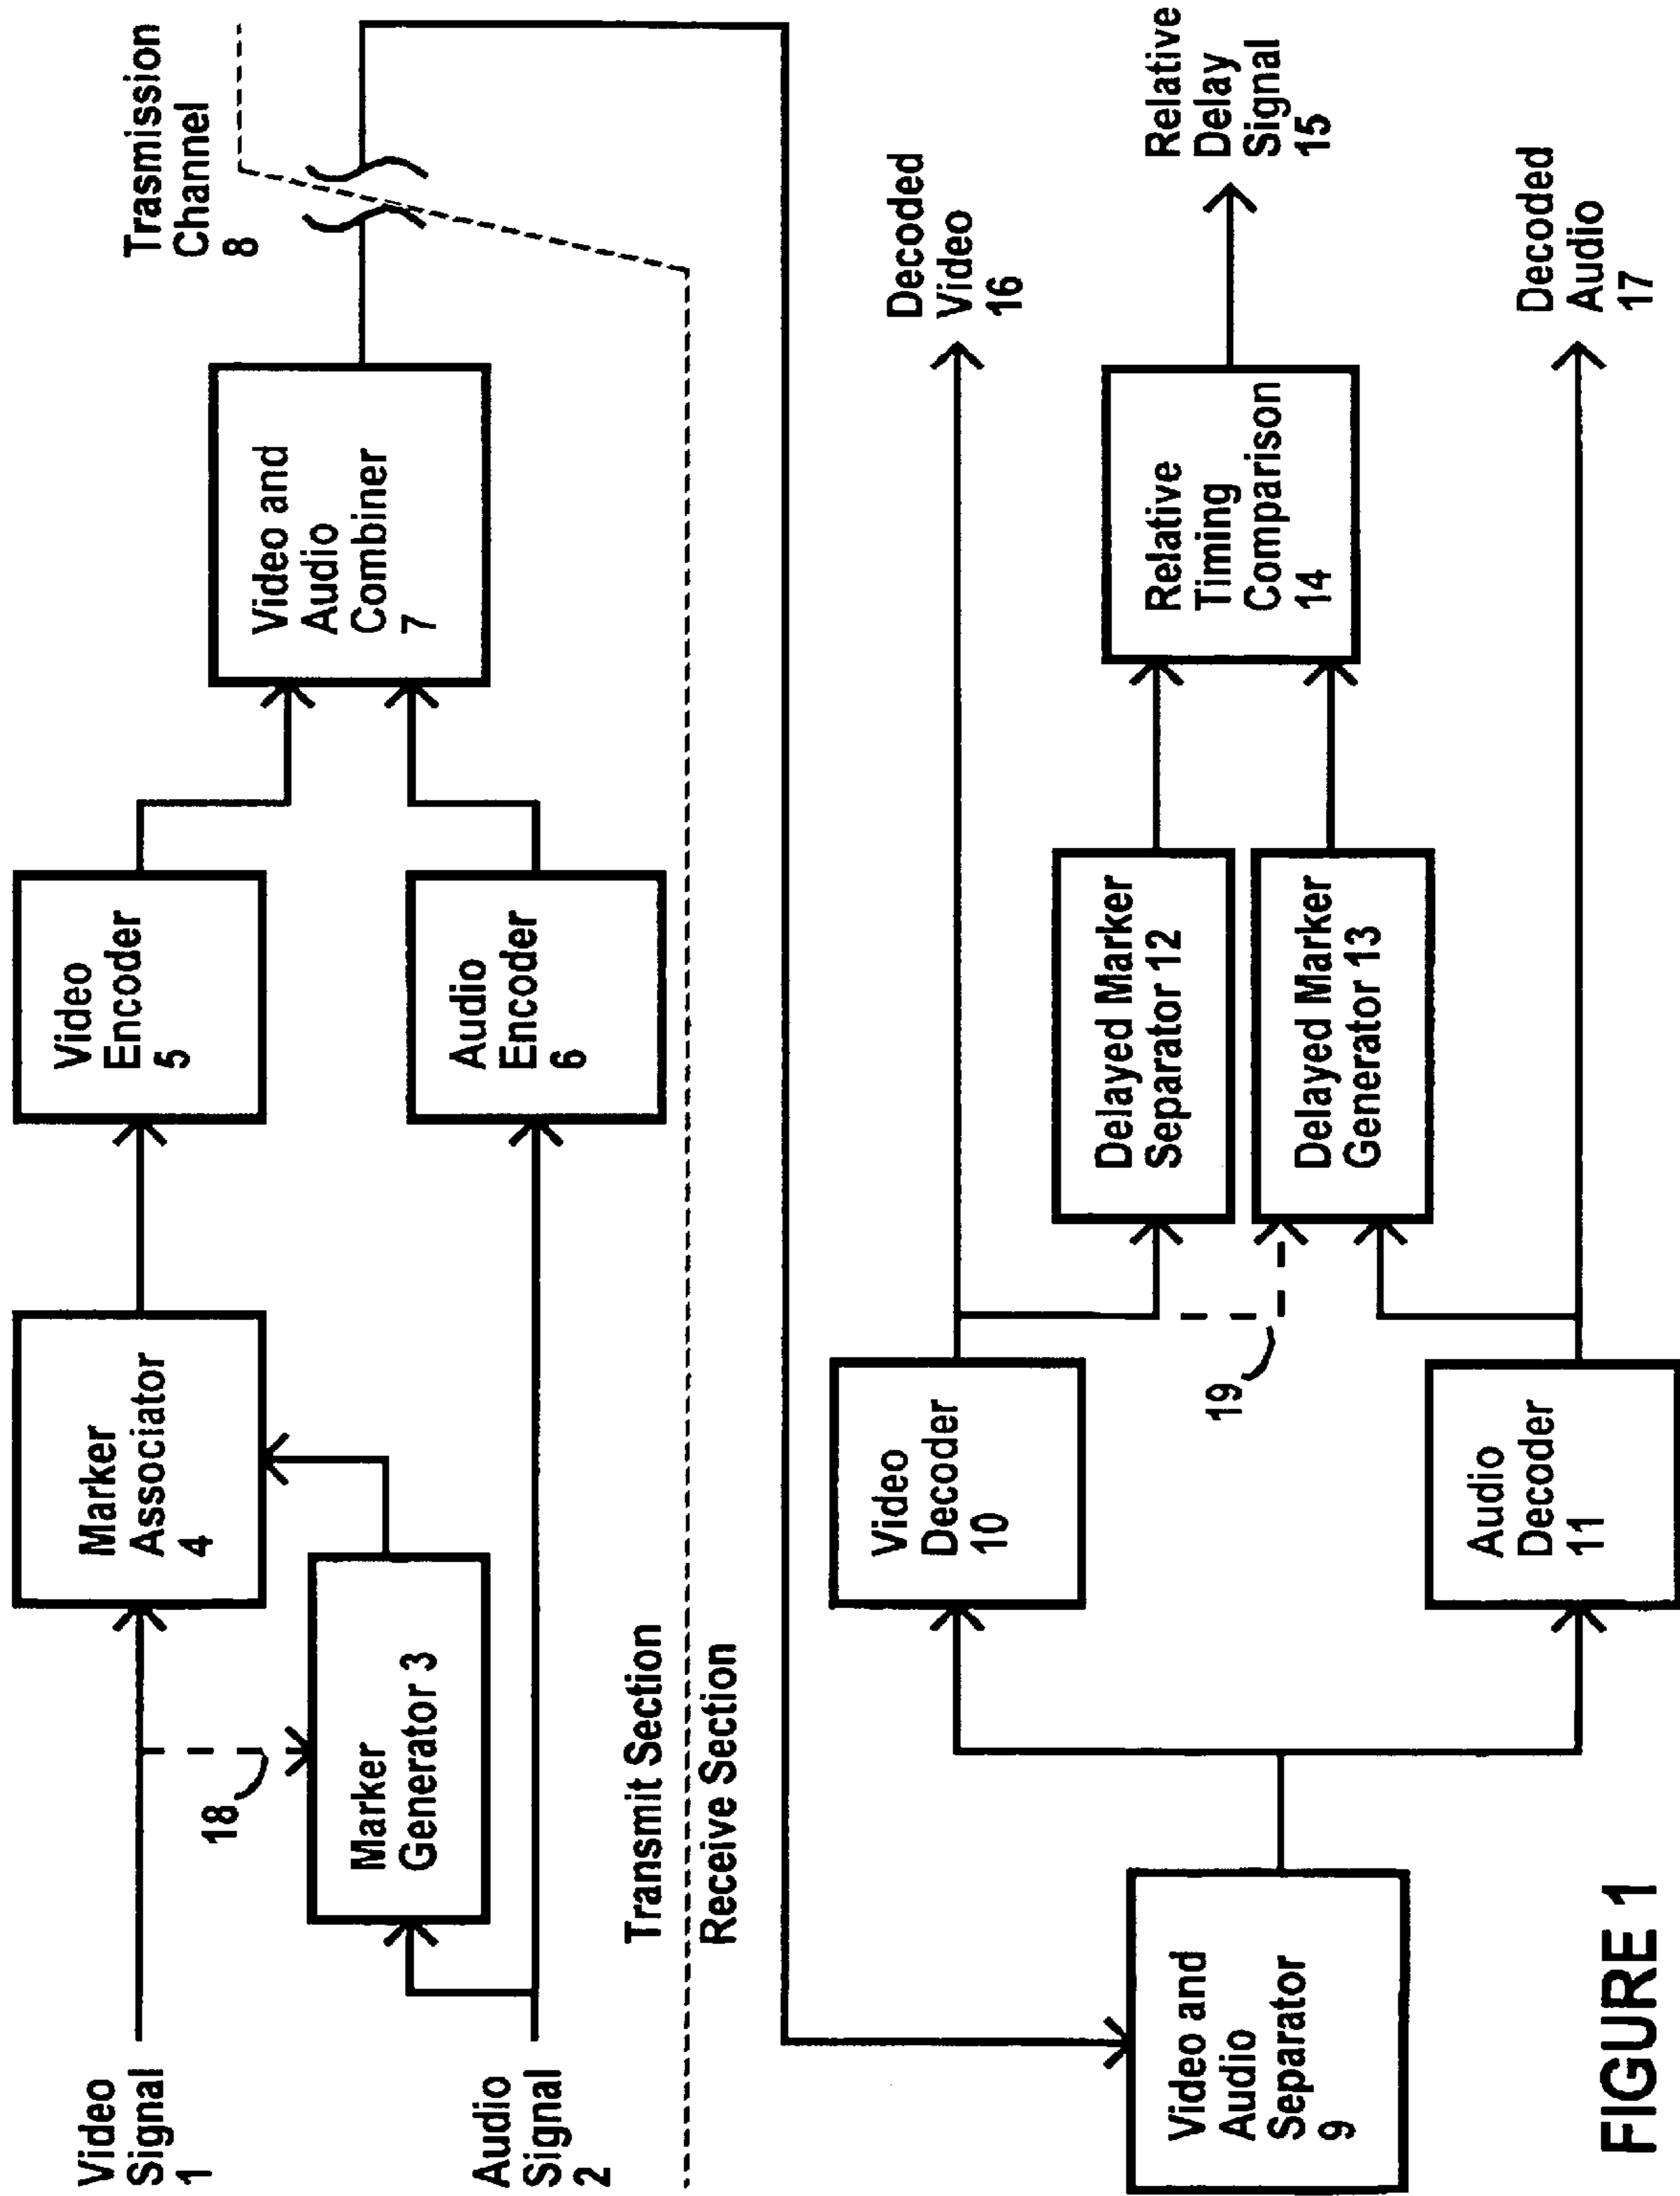 Video
Signal
1
Marker
Associator
4
Video
Encoder
5
Video and
Audio
Combiner
7
Trasmission
Channel
8
18
Marker
Generator 3
Audio
Signal
2
Audio
Encoder
6
Transmit Section
Receive Section
Video and
Audio
Separator
9
Video
Decoder
10
Decoded
Video
16
19
Delayed Marker
Separator 12
Delayed Marker
Generator 13
Relative
Timing
Comparison
14
Relative
Delay
Signal
15
Audio
Decoder
11
Decoded
Audio
17
FIGURE 1